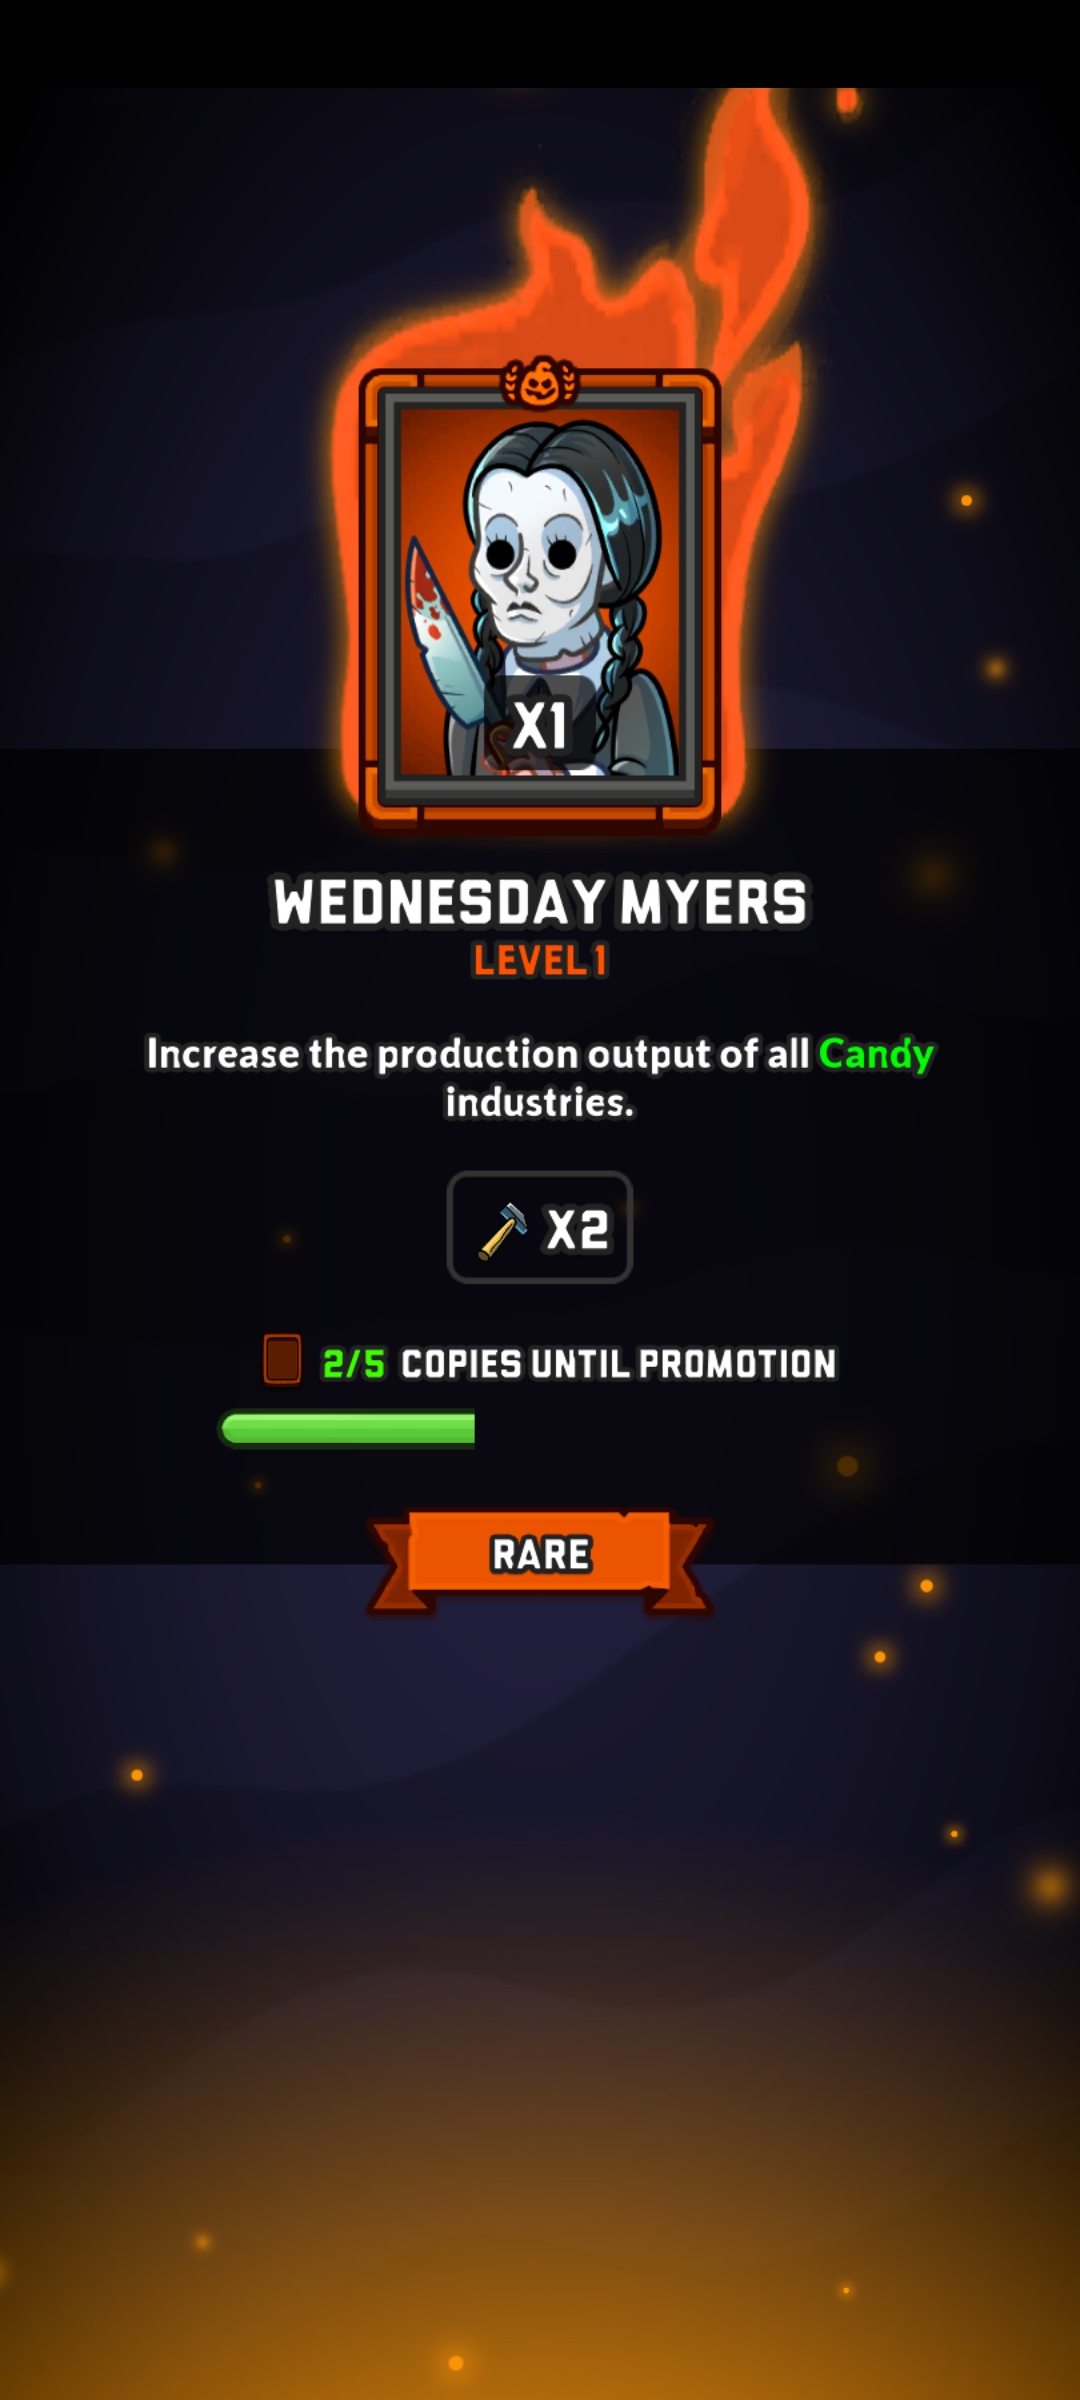 X1
WEDNESDAY MYERS
LEVEL 1
Increase the production output of all Candy
industries.
X2
2/5 COPIES UNTIL PROMOTION
RARE